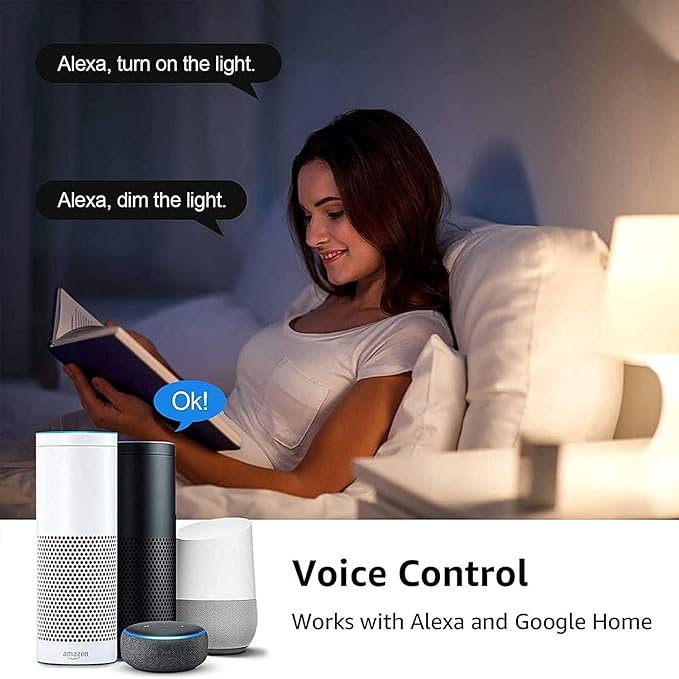 Alexa, turn on the light.
Alexa, dim the light.
Ok!
amazon
Voice Control
Works with Alexa and Google Home